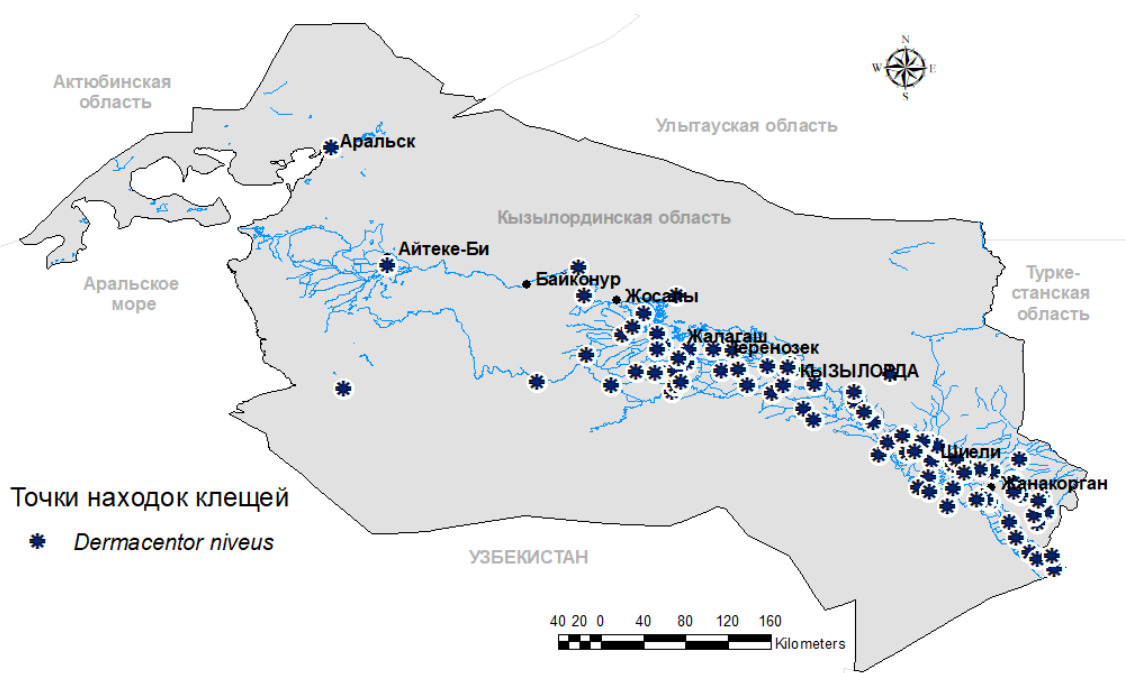 N
W E
S
Актюбинская
область
Улытауская область
Аральск
Кызылординская область
Айтеке-Би
Аральское
море
Байконур
Жосалы
Турке-
станская
область
Жалагаш
Теренозек
КЫЗЫЛОРДА
Шиели
Жанакорган
Точки находок клещей
Dermacentor niveus
УЗБЕКИСТАН
40 20 0 40 80 120 160
Kilometers